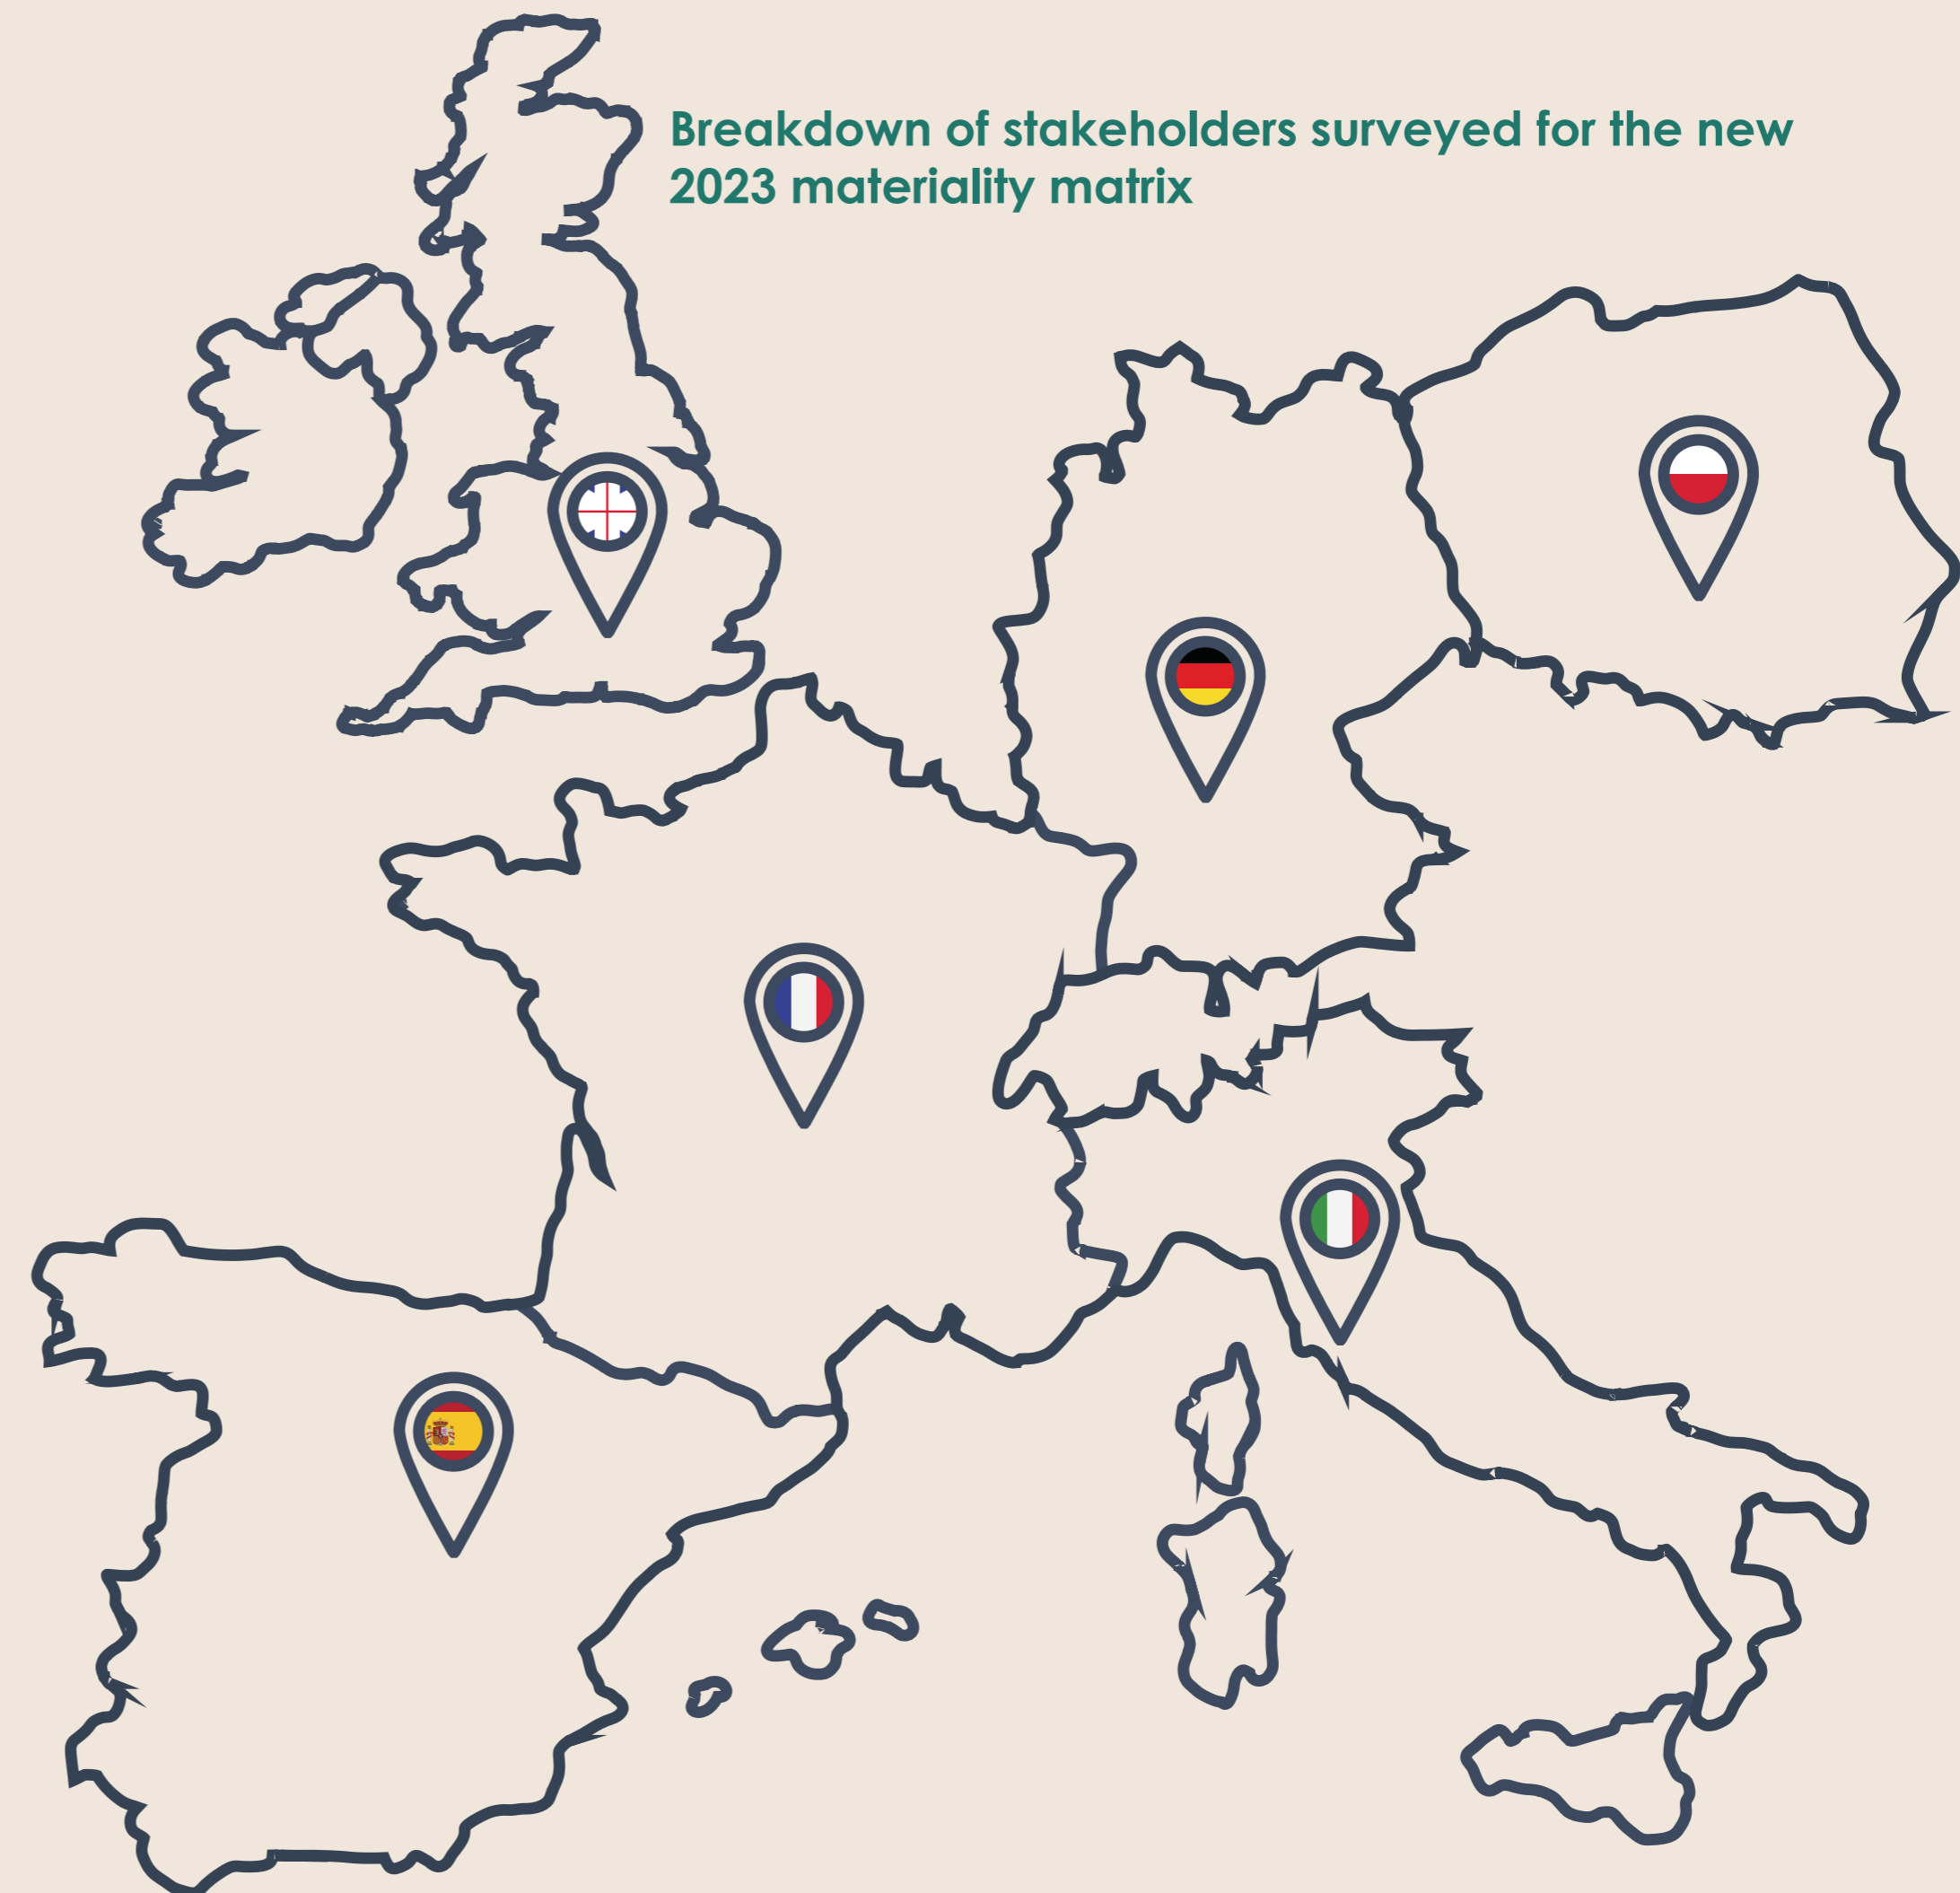 Breakdown of stakeholders surveyed for the new
2023 materiality matrix